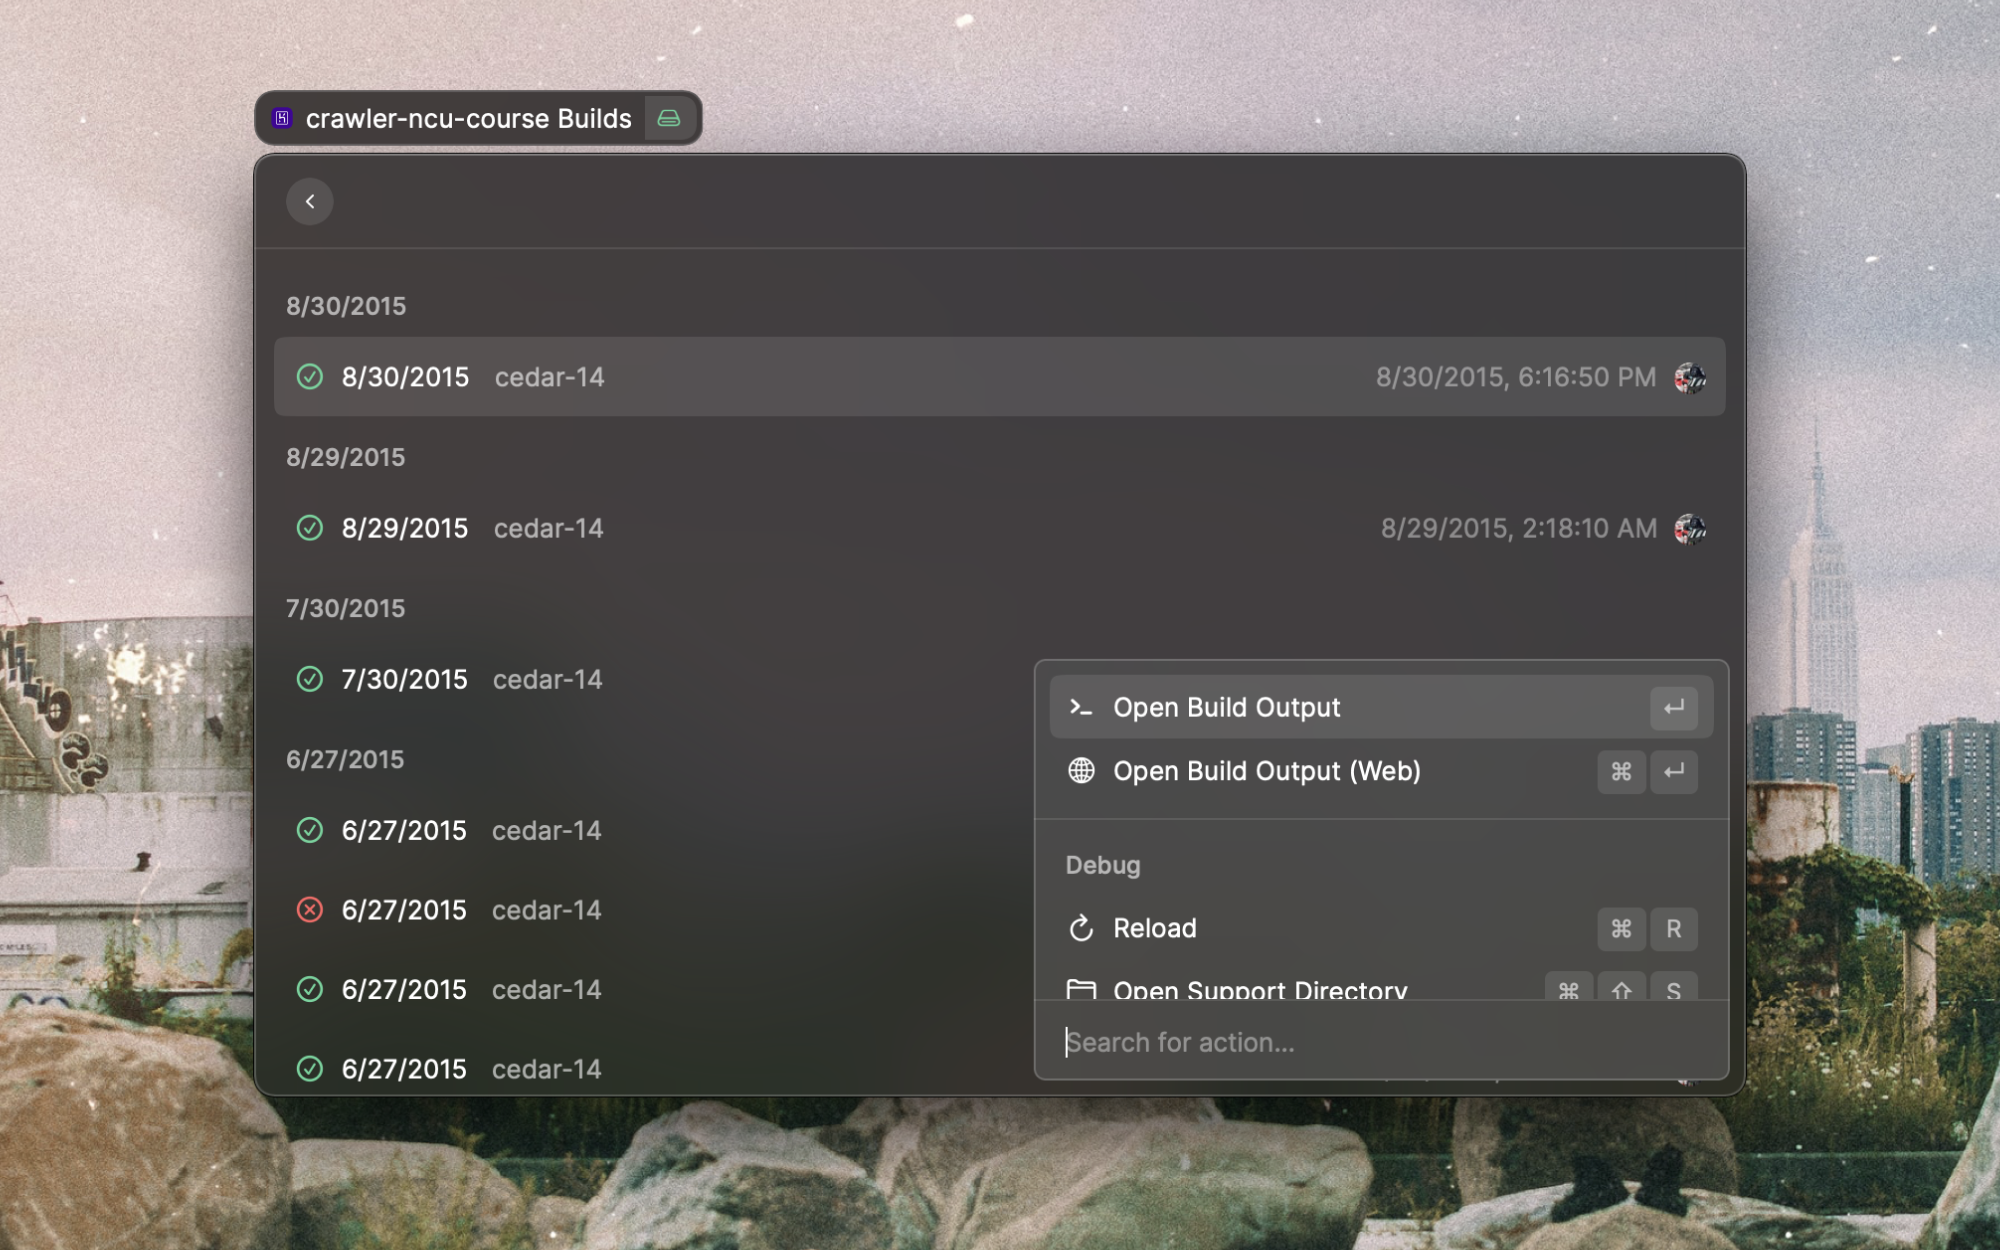 crawler-ncu-course Builds
8/30/2015
8/30/2015 cedar-14 8/30/2015, 6:16:50 PM
8/29/2015
8/29/2015 cedar-14 8/29/2015, 2:18:10 AM
7/30/2015
7/30/2015 cedar-14
6/27/2015
6/27/2015 cedar-14
6/27/2015 cedar-14
6/27/2015 cedar-14
6/27/2015 cedar-14
Open Build Output ↵
Open Build Output (Web) ⌘ ↵
Debug
Reload ⌘ R
Open Support Directory ⌘ ⇧ S
Search for action...